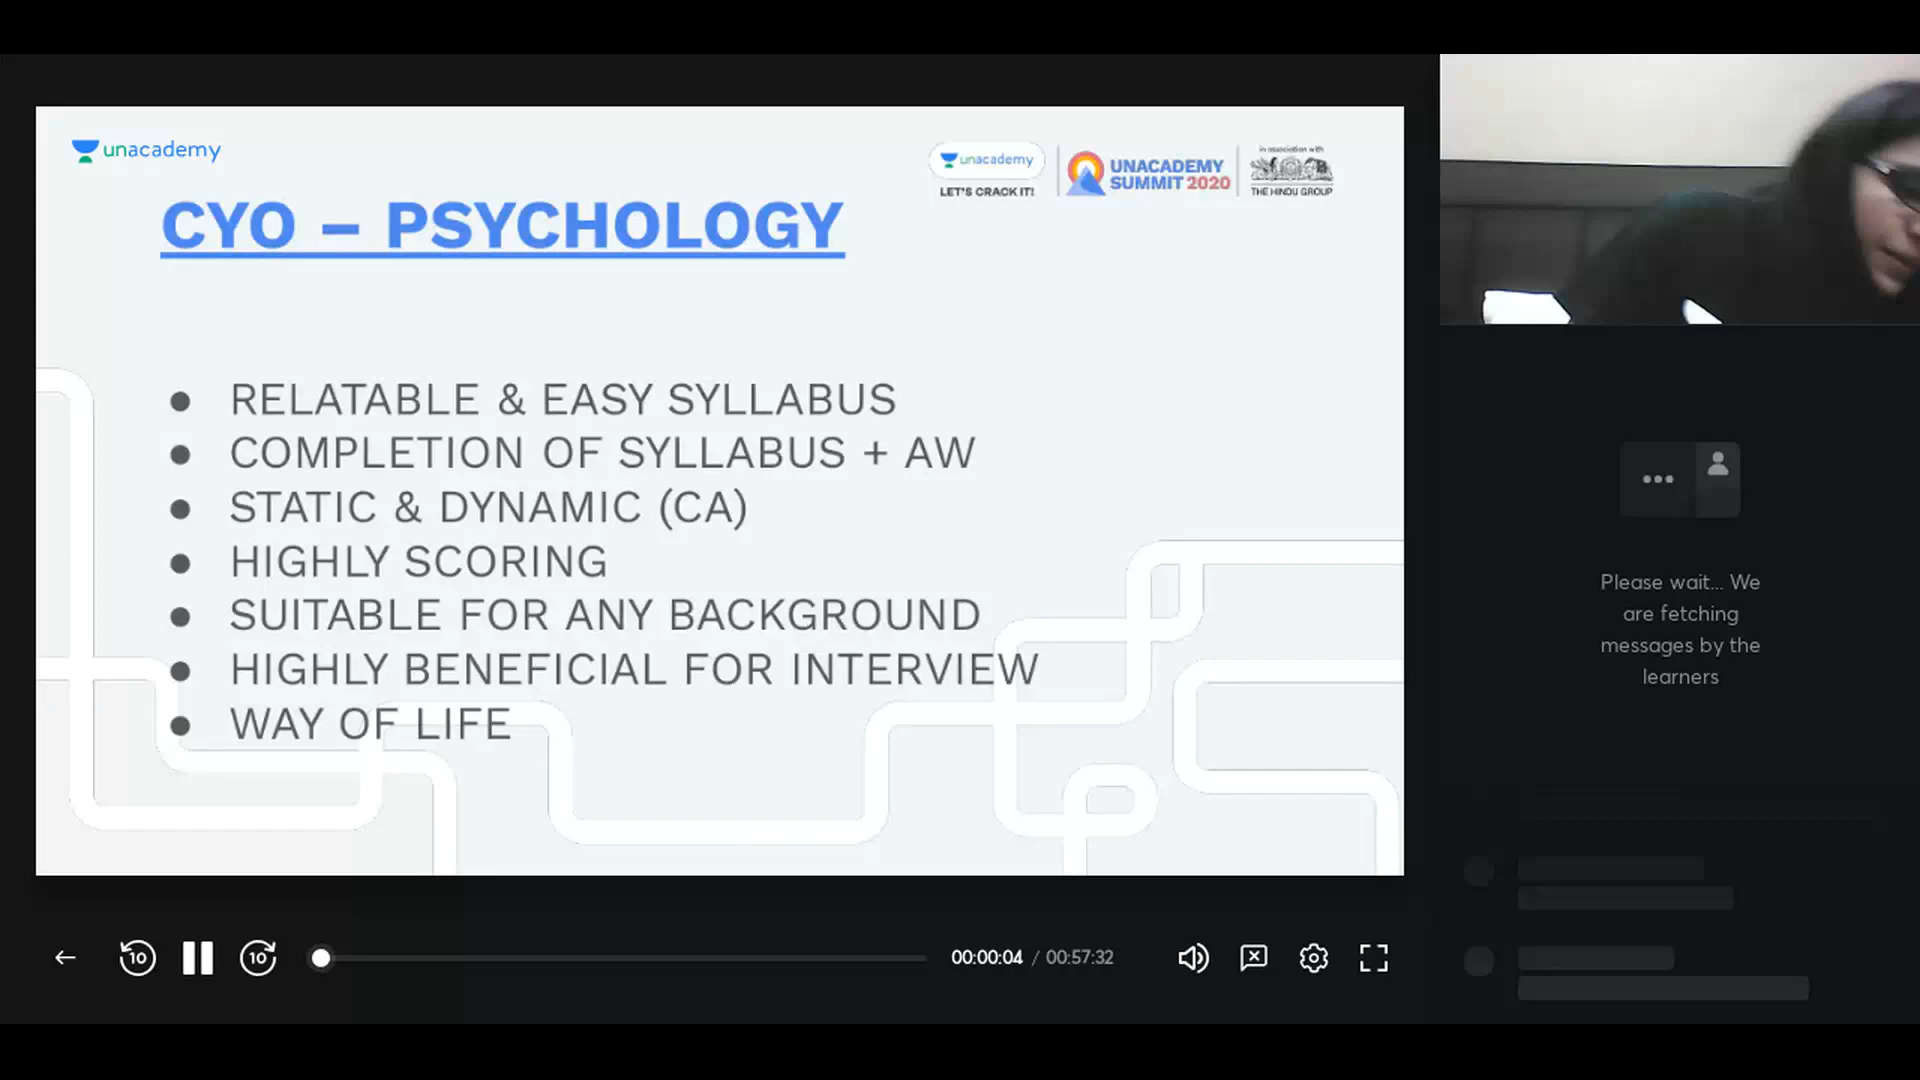 unacademy
unacademy
LET'S CRACK IT!
UNACADEMY
SUMMIT 2020
in association with
THE HINDU GROUP
CYO – PSYCHOLOGY
● RELATABLE & EASY SYLLABUS
● COMPLETION OF SYLLABUS + AW
● STATIC & DYNAMIC (CA)
● HIGHLY SCORING
● SUITABLE FOR ANY BACKGROUND
● HIGHLY BENEFICIAL FOR INTERVIEW
● WAY OF LIFE
Please wait... We
are fetching
messages by the
learners
10
10
00:00:04 / 00:57:32